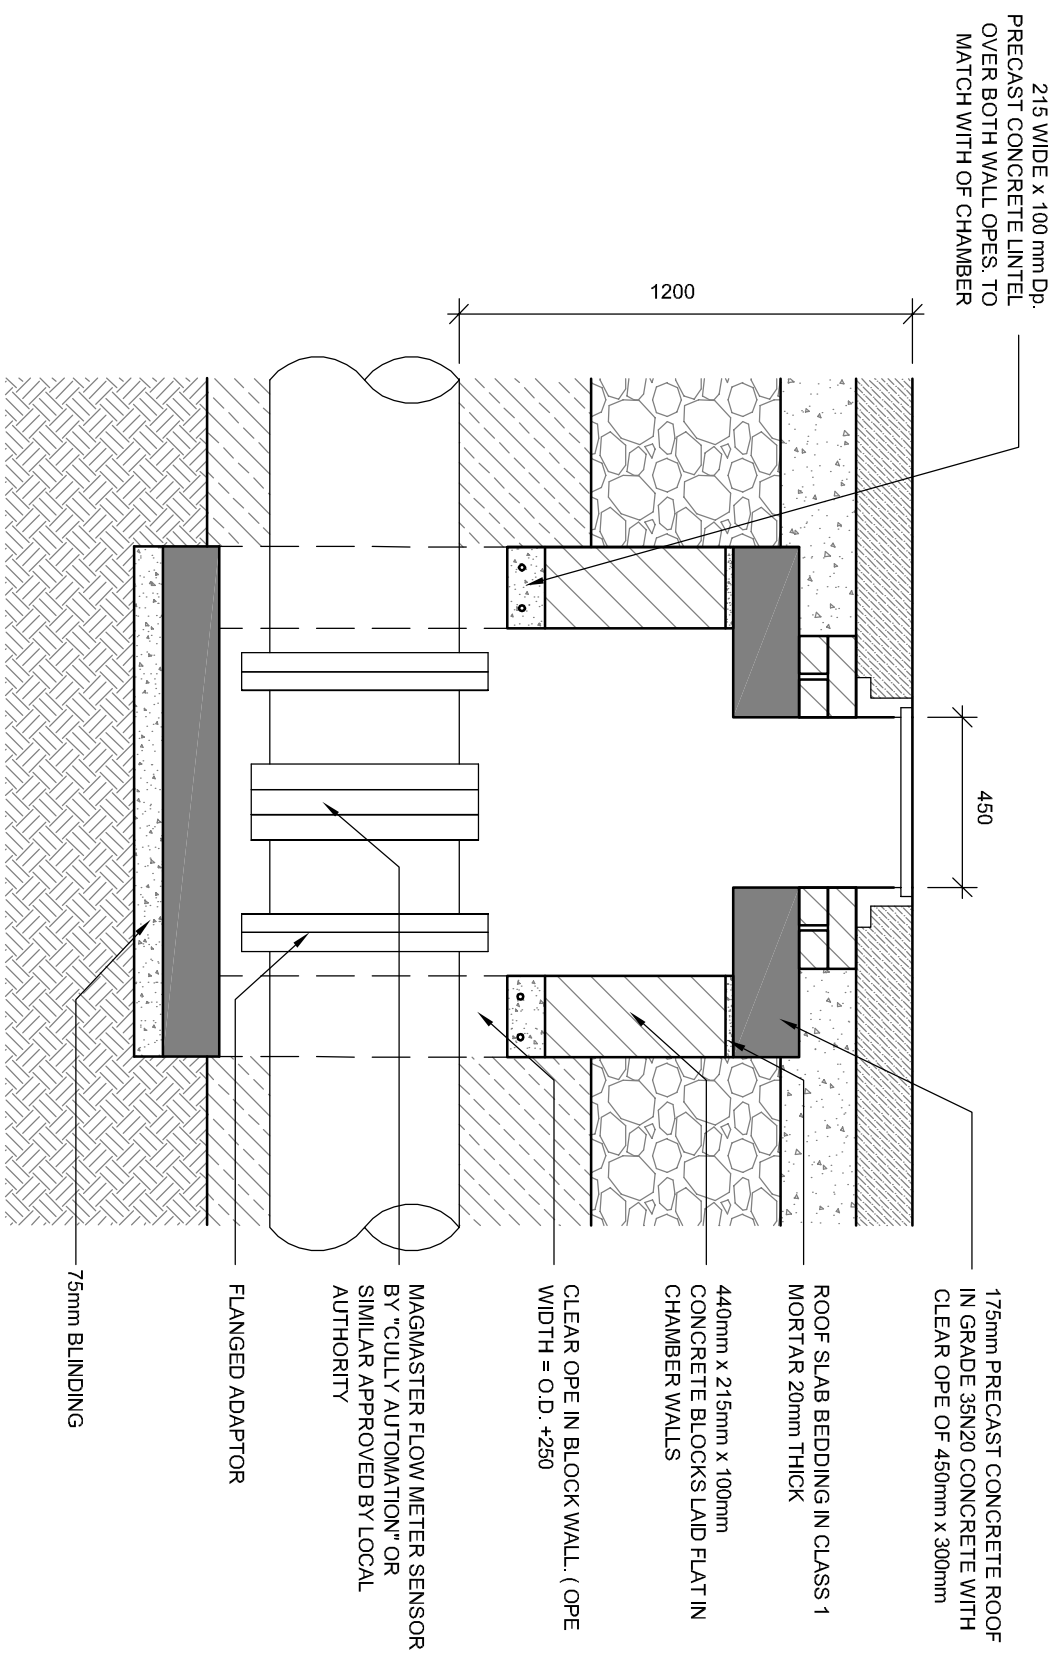 215 WIDE x 100 mm Dp.
PRECAST CONCRETE LINTEL
OVER BOTH WALL OPES. TO
MATCH WITH OF CHAMBER
1200
450
175mm PRECAST CONCRETE ROOF
IN GRADE 35N20 CONCRETE WITH
CLEAR OPE OF 450mm x 300mm
ROOF SLAB BEDDING IN CLASS 1
MORTAR 20mm THICK
440mm x 215mm x 100mm
CONCRETE BLOCKS LAID FLAT IN
CHAMBER WALLS
CLEAR OPE IN BLOCK WALL. ( OPE
WIDTH = O.D. +250
MAGMASTER FLOW METER SENSOR
BY "CULLY AUTOMATION" OR
SIMILAR APPROVED BY LOCAL
AUTHORITY
FLANGED ADAPTOR
75mm BLINDING